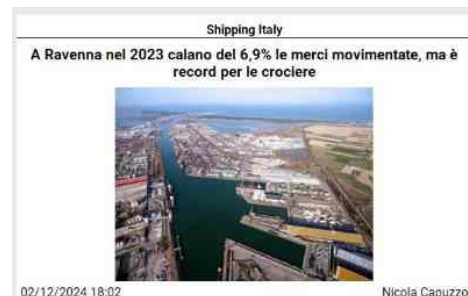 Shipping Italy
A Ravenna nel 2023 calano del 6,9% le merci movimentate, ma è
record per le crociere
02/12/2024 18:02
Nicola Capuzzo